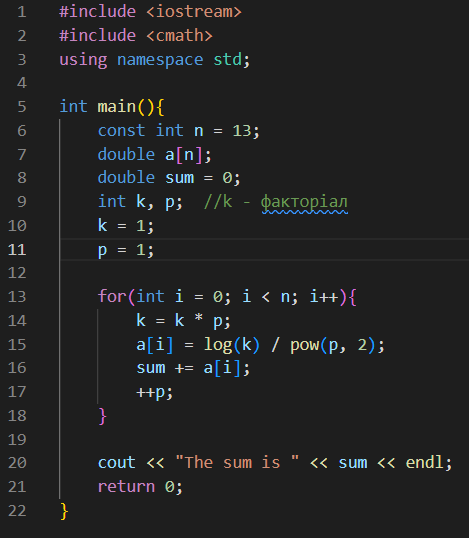 1 #include <iostream>
2 #include <cmath>
3 using namespace std;
4
5 int main(){
6     const int n = 13;
7     double a[n];
8     double sum = 0;
9     int k, p;  //k - факторіал
10     k = 1;
11     p = 1;
12
13     for(int i = 0; i < n; i++){
14         k = k * p;
15         a[i] = log(k) / pow(p, 2);
16         sum += a[i];
17         ++p;
18     }
19
20     cout << "The sum is " << sum << endl;
21     return 0;
22 }